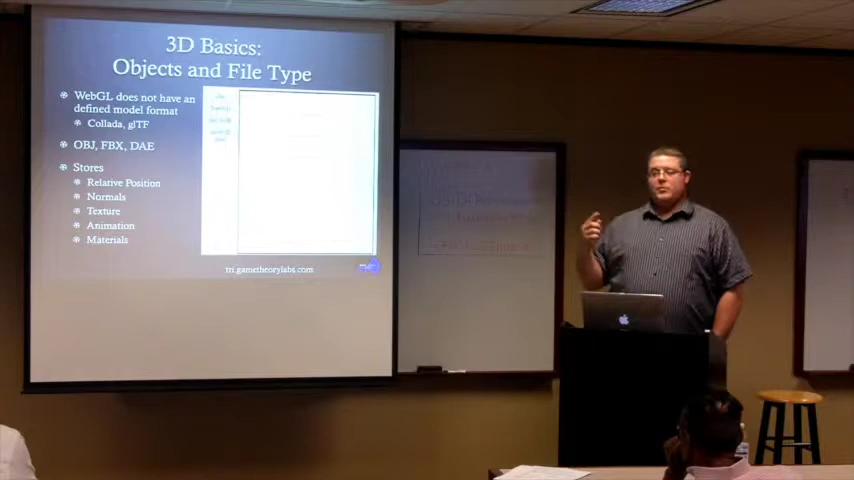 3D Basics:
Objects and File Type
WebGL does not have an
defined model format
Collada, glTF
OBJ, FBX, DAE
Stores
Relative Position
Normals
Texture
Animation
Materials
tri.gametheorylabs.com